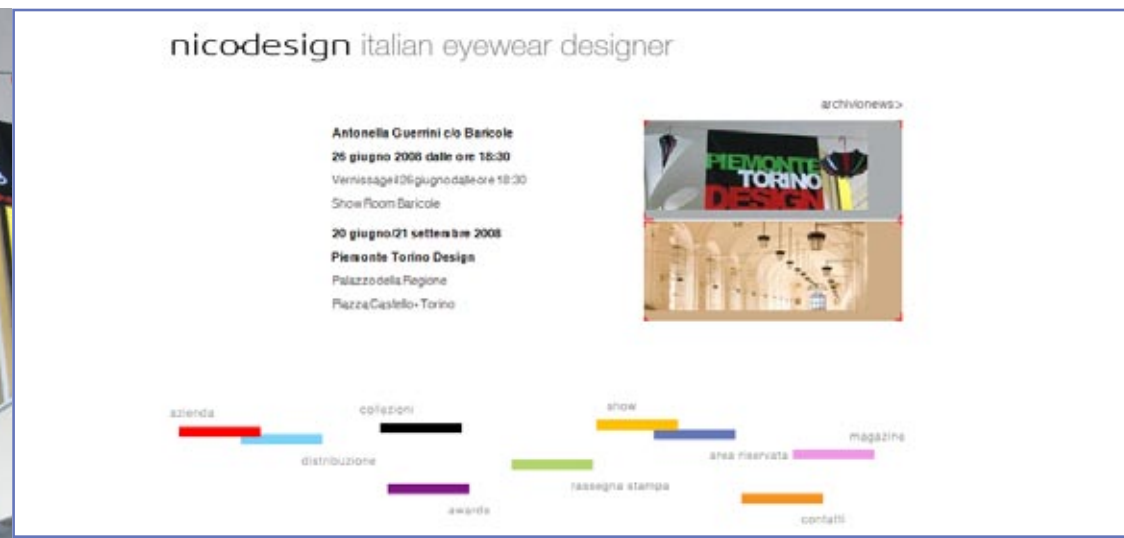 nicodesign italian eyewear designer
archivionews>
Antonella Guerrini c/o Baricole
26 giugno 2008 dalle ore 18:30
Vernissage il 26 giugno dalle ore 18:30
Show Room Baricole
20 giugno/21 settembre 2008
Piemonte Torino Design
Palazzo della Regione
Piazza Castello - Torino
PIEMONTE
TORINO
DESIGN
azienda
collezioni
show
distribuzione
area riservata
magazine
rassegna stampa
awards
contatti